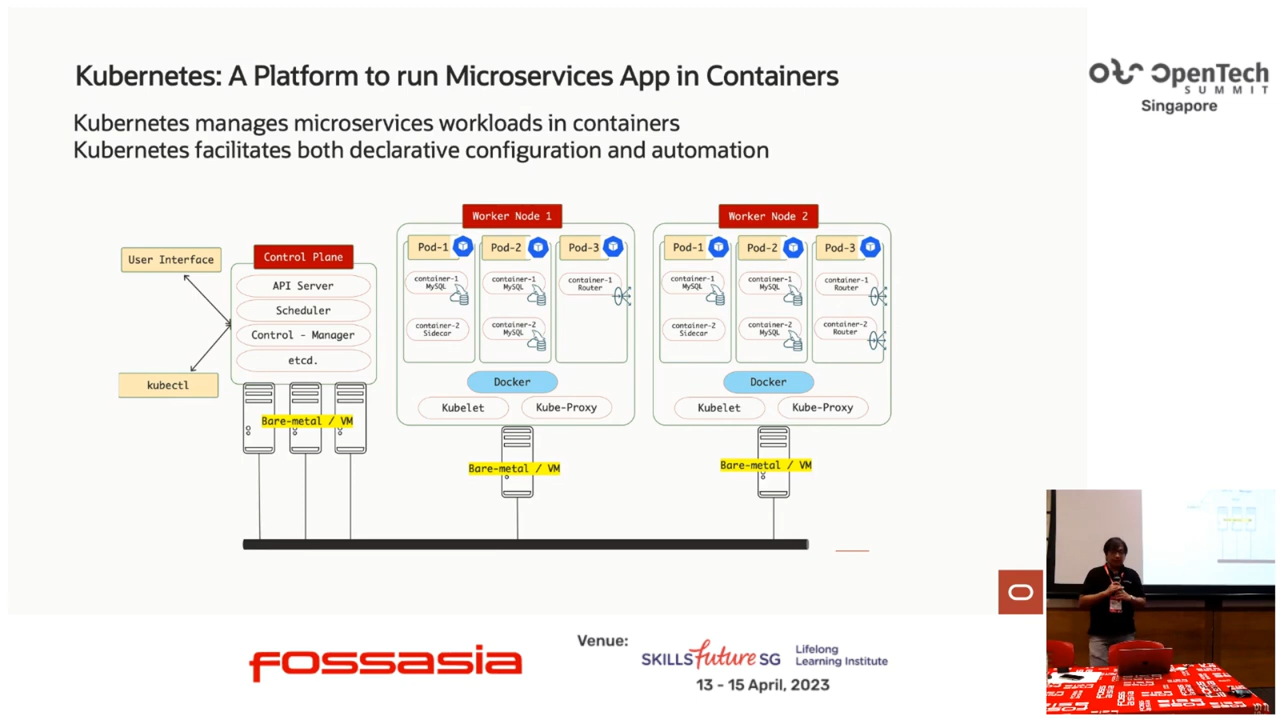 Kubernetes: A Platform to run Microservices App in Containers
Kubernetes manages microservices workloads in containers
Kubernetes facilitates both declarative configuration and automation
OpenTech
SUMMIT
Singapore
User Interface
kubectl
Control Plane
API Server
Scheduler
Control - Manager
etcd.
Bare-metal / VM
Worker Node 1
Pod-1
container-1
MySQL
container-2
Sidecar
Pod-2
container-1
MySQL
container-2
MySQL
Pod-3
container-1
Router
Docker
Kubelet
Kube-Proxy
Bare-metal / VM
Worker Node 2
Pod-1
container-1
MySQL
container-2
Sidecar
Pod-2
container-1
MySQL
container-2
MySQL
Pod-3
container-1
Router
container-2
Router
Docker
Kubelet
Kube-Proxy
Bare-metal / VM
fossasia
Venue:
SKILLS future SG
Lifelong
Learning Institute
13 - 15 April, 2023